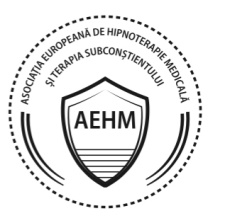 ASOCIAȚIA EUROPEANĂ DE HIPNOTERAPIE MEDICALĂ
ȘI TERAPIA SUBCONȘTIENTULUI
AEHM